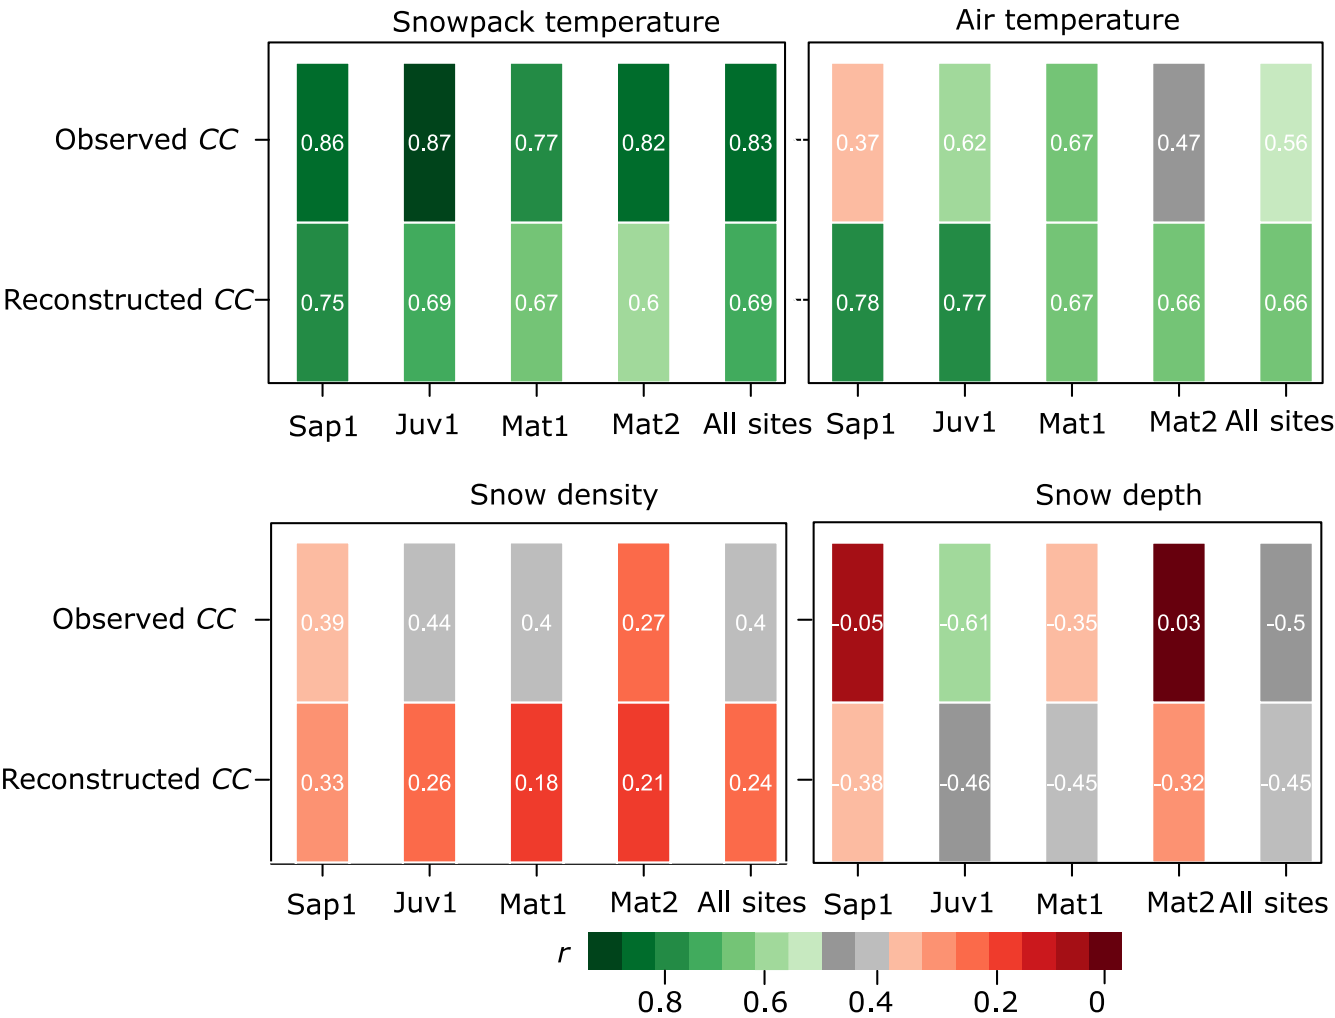 Snowpack temperature Air temperature
Observed CC 0.86 0.87 0.77 0.82 0.83 0.37 0.62 0.67 0.47 0.56
Reconstructed CC 0.75 0.69 0.67 0.6 0.69 0.78 0.77 0.67 0.66 0.66
Sap1 Juv1 Mat1 Mat2 All sites Sap1 Juv1 Mat1 Mat2 All sites
Snow density Snow depth
Observed CC 0.39 0.44 0.4 0.27 0.4 -0.05 -0.61 -0.35 0.03 -0.5
Reconstructed CC 0.33 0.26 0.18 0.21 0.24 -0.38 -0.46 -0.45 -0.32 -0.45
Sap1 Juv1 Mat1 Mat2 All sites Sap1 Juv1 Mat1 Mat2 All sites
r
0.8 0.6 0.4 0.2 0